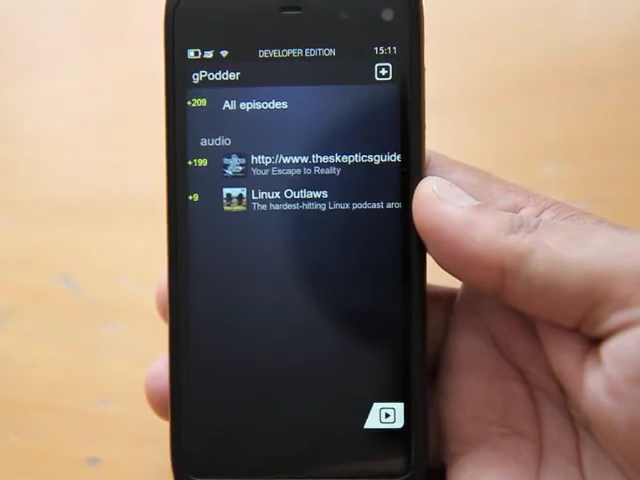 DEVELOPER EDITION 15:11
gPodder
+209 All episodes
audio
+199 http://www.theskepticsguide
Your Escape to Reality
+9 Linux Outlaws
The hardest-hitting Linux podcast aro